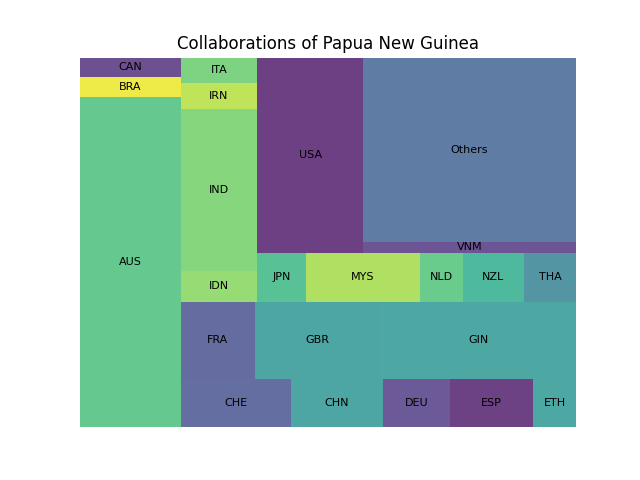 Collaborations of Papua New Guinea
CAN
BRA
AUS
ITA
IRN
IND
IDN
USA
Others
VNM
JPN
MYS
NLD
NZL
THA
FRA
GBR
GIN
CHE
CHN
DEU
ESP
ETH